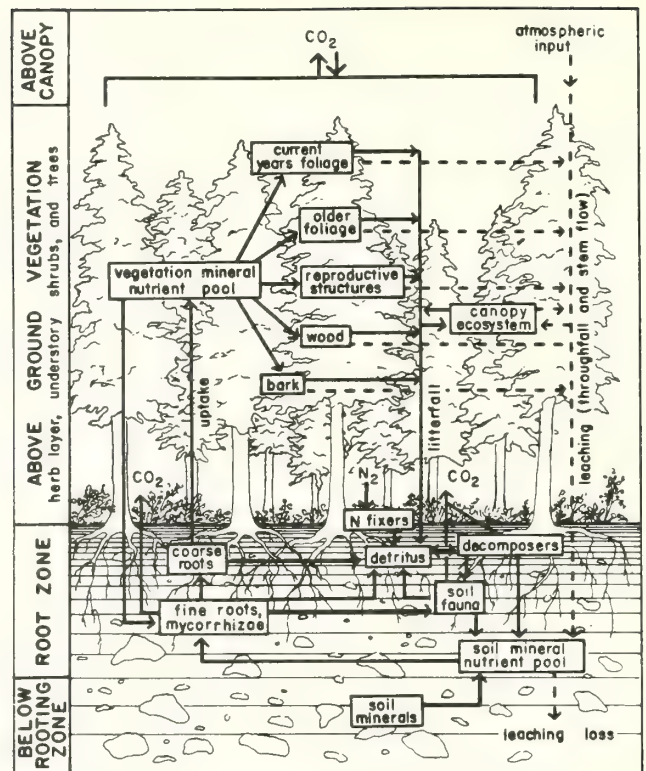 ABOVE
CANOPY
ABOVE GROUND VEGETATION
herb layer, understory shrubs, and trees
ROOT ZONE
BELOW
ROOTING
ZONE
CO2
atmospheric
input
current
years foliage
older
foliage
vegetation mineral
nutrient pool
reproductive
structures
canopy
ecosystem
wood
bark
uptake
litterfall
leaching (throughfall and stem flow)
CO2
N2
CO2
N fixers
coarse
roots
detritus
decomposers
soil
fauna
fine roots,
mycorrhizae
soil mineral
nutrient pool
soil
minerals
leaching loss